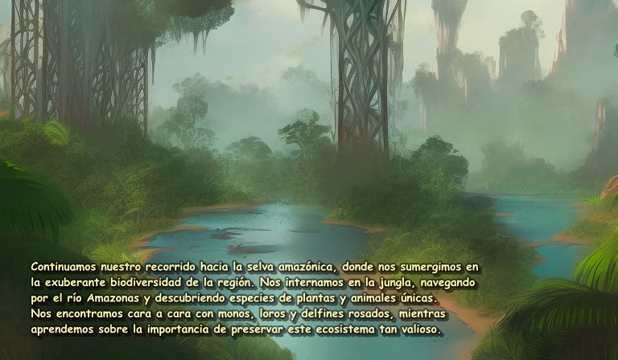 Continuamos nuestro recorrido hacia la selva amazónica, donde nos sumergimos en
la exuberante biodiversidad de la región. Nos internamos en la jungla, navegando
por el río Amazonas y descubriendo especies de plantas y animales únicas.
Nos encontramos cara a cara con monos, loros y delfines rosados, mientras
aprendemos sobre la importancia de preservar este ecosistema tan valioso.